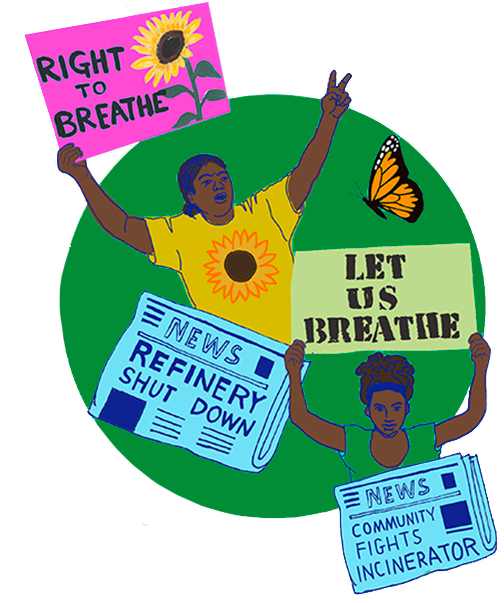 RIGHT
TO
BREATHE
LET
US
BREATHE
NEWS
REFINERY
SHUT DOWN
NEWS
COMMUNITY
FIGHTS
INCINERATOR